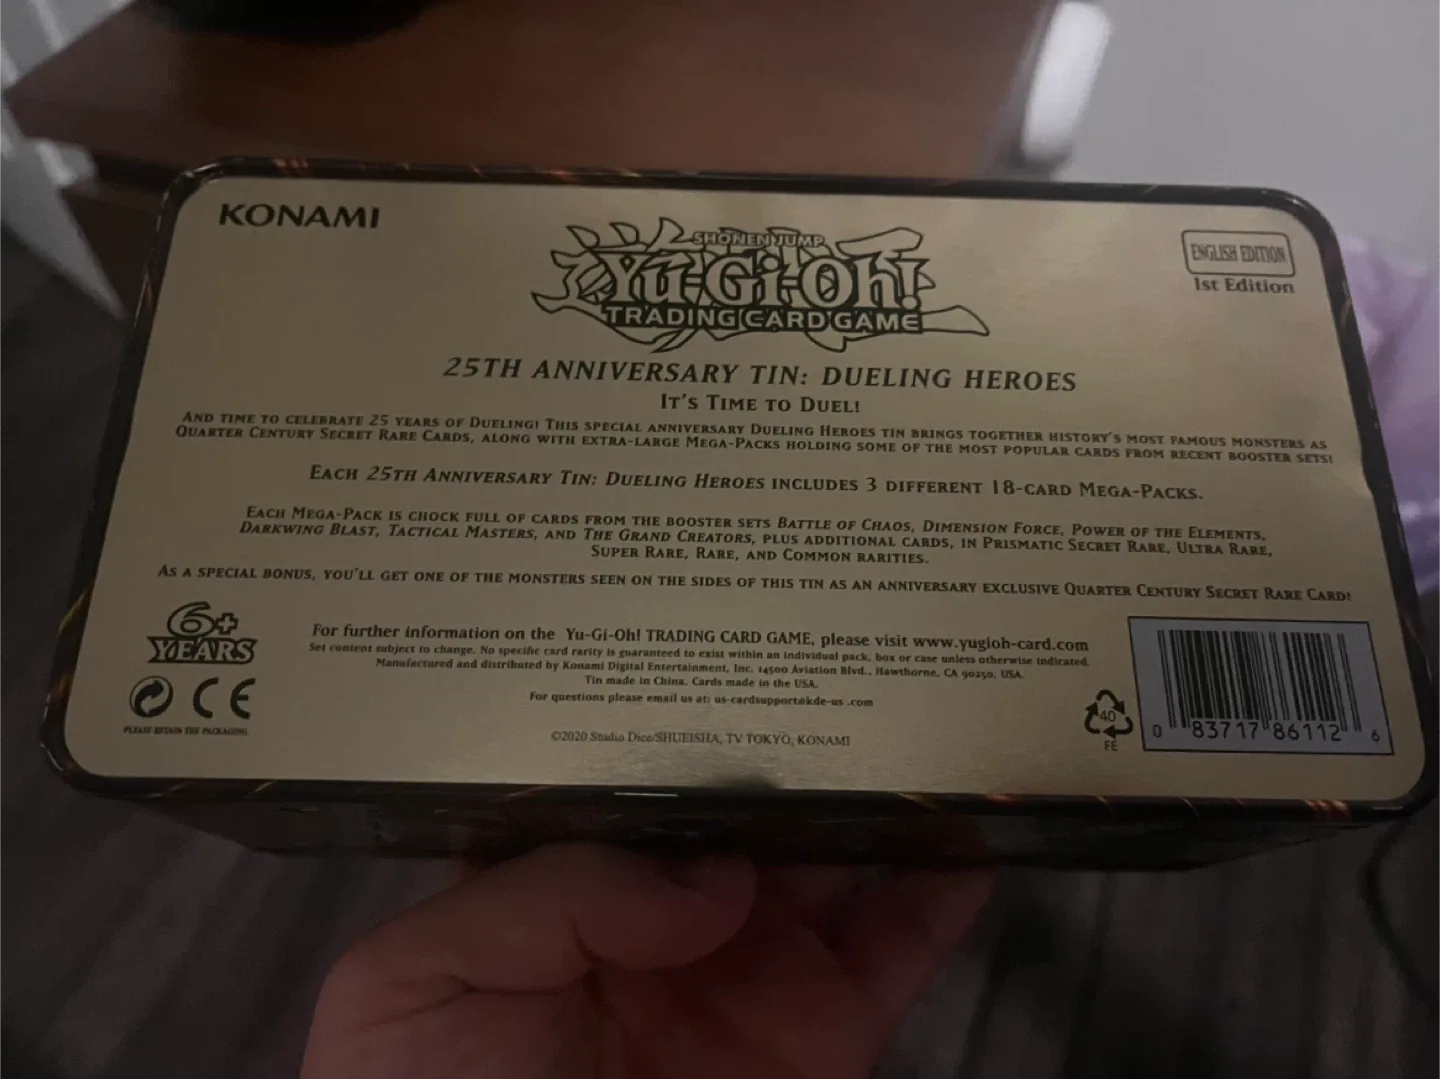 KONAMI
SHONEN JUMP
Yu-Gi-Oh!
TRADING CARD GAME
ENGLISH EDITION
1st Edition
25TH ANNIVERSARY TIN: DUELING HEROES
IT'S TIME TO DUEL!
AND TIME TO CELEBRATE 25 YEARS OF DUELING! THIS SPECIAL ANNIVERSARY DUELING HEROES TIN BRINGS TOGETHER HISTORY'S MOST FAMOUS MONSTERS AS
QUARTER CENTURY SECRET RARE CARDS, ALONG WITH EXTRA-LARGE MEGA-PACKS HOLDING SOME OF THE MOST POPULAR CARDS FROM RECENT BOOSTER SETS!
EACH 25TH ANNIVERSARY TIN: DUELING HEROES INCLUDES 3 DIFFERENT 18-CARD MEGA-PACKS.
EACH MEGA-PACK IS CHOCK FULL OF CARDS FROM THE BOOSTER SETS BATTLE OF CHAOS, DIMENSION FORCE, POWER OF THE ELEMENTS,
DARKWING BLAST, TACTICAL MASTERS, AND THE GRAND CREATORS, PLUS ADDITIONAL CARDS, IN PRISMATIC SECRET RARE, ULTRA RARE,
SUPER RARE, RARE, AND COMMON RARITIES.
AS A SPECIAL BONUS, YOU'LL GET ONE OF THE MONSTERS SEEN ON THE SIDES OF THIS TIN AS AN ANNIVERSARY EXCLUSIVE QUARTER CENTURY SECRET RARE CARD!
6+
YEARS
CE
PLEASE RETAIN THE PACKAGING.
For further information on the Yu-Gi-Oh! TRADING CARD GAME, please visit www.yugioh-card.com
Set content subject to change. No specific card rarity is guaranteed to exist within an individual pack, box or case unless otherwise indicated.
Manufactured and distributed by Konami Digital Entertainment, Inc. 14500 Aviation Blvd., Hawthorne, CA 90250, USA.
Tin made in China. Cards made in the USA.
For questions please email us at: us-cardsupport@kde-us .com
©2020 Studio Dice/SHUEISHA, TV TOKYO, KONAMI
40
FE
0 83717 86112 6